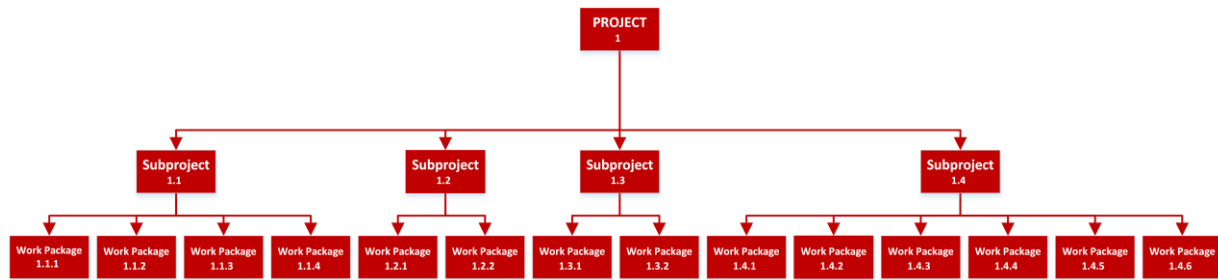 PROJECT
1
Subproject
1.1
Subproject
1.2
Subproject
1.3
Subproject
1.4
Work Package
1.1.1
Work Package
1.1.2
Work Package
1.1.3
Work Package
1.1.4
Work Package
1.2.1
Work Package
1.2.2
Work Package
1.3.1
Work Package
1.3.2
Work Package
1.4.1
Work Package
1.4.2
Work Package
1.4.3
Work Package
1.4.4
Work Package
1.4.5
Work Package
1.4.6